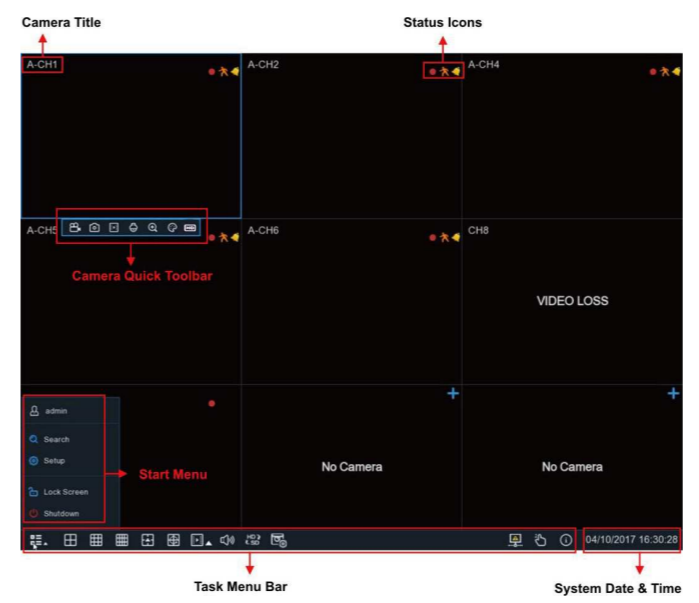 Camera Title
Status Icons
A-CH1
A-CH2
A-CH4
A-CH5
A-CH6
CH8
Camera Quick Toolbar
VIDEO LOSS
admin
Search
Setup
Start Menu
No Camera
No Camera
Lock Screen
Shutdown
04/10/2017 16:30:28
Task Menu Bar
System Date & Time